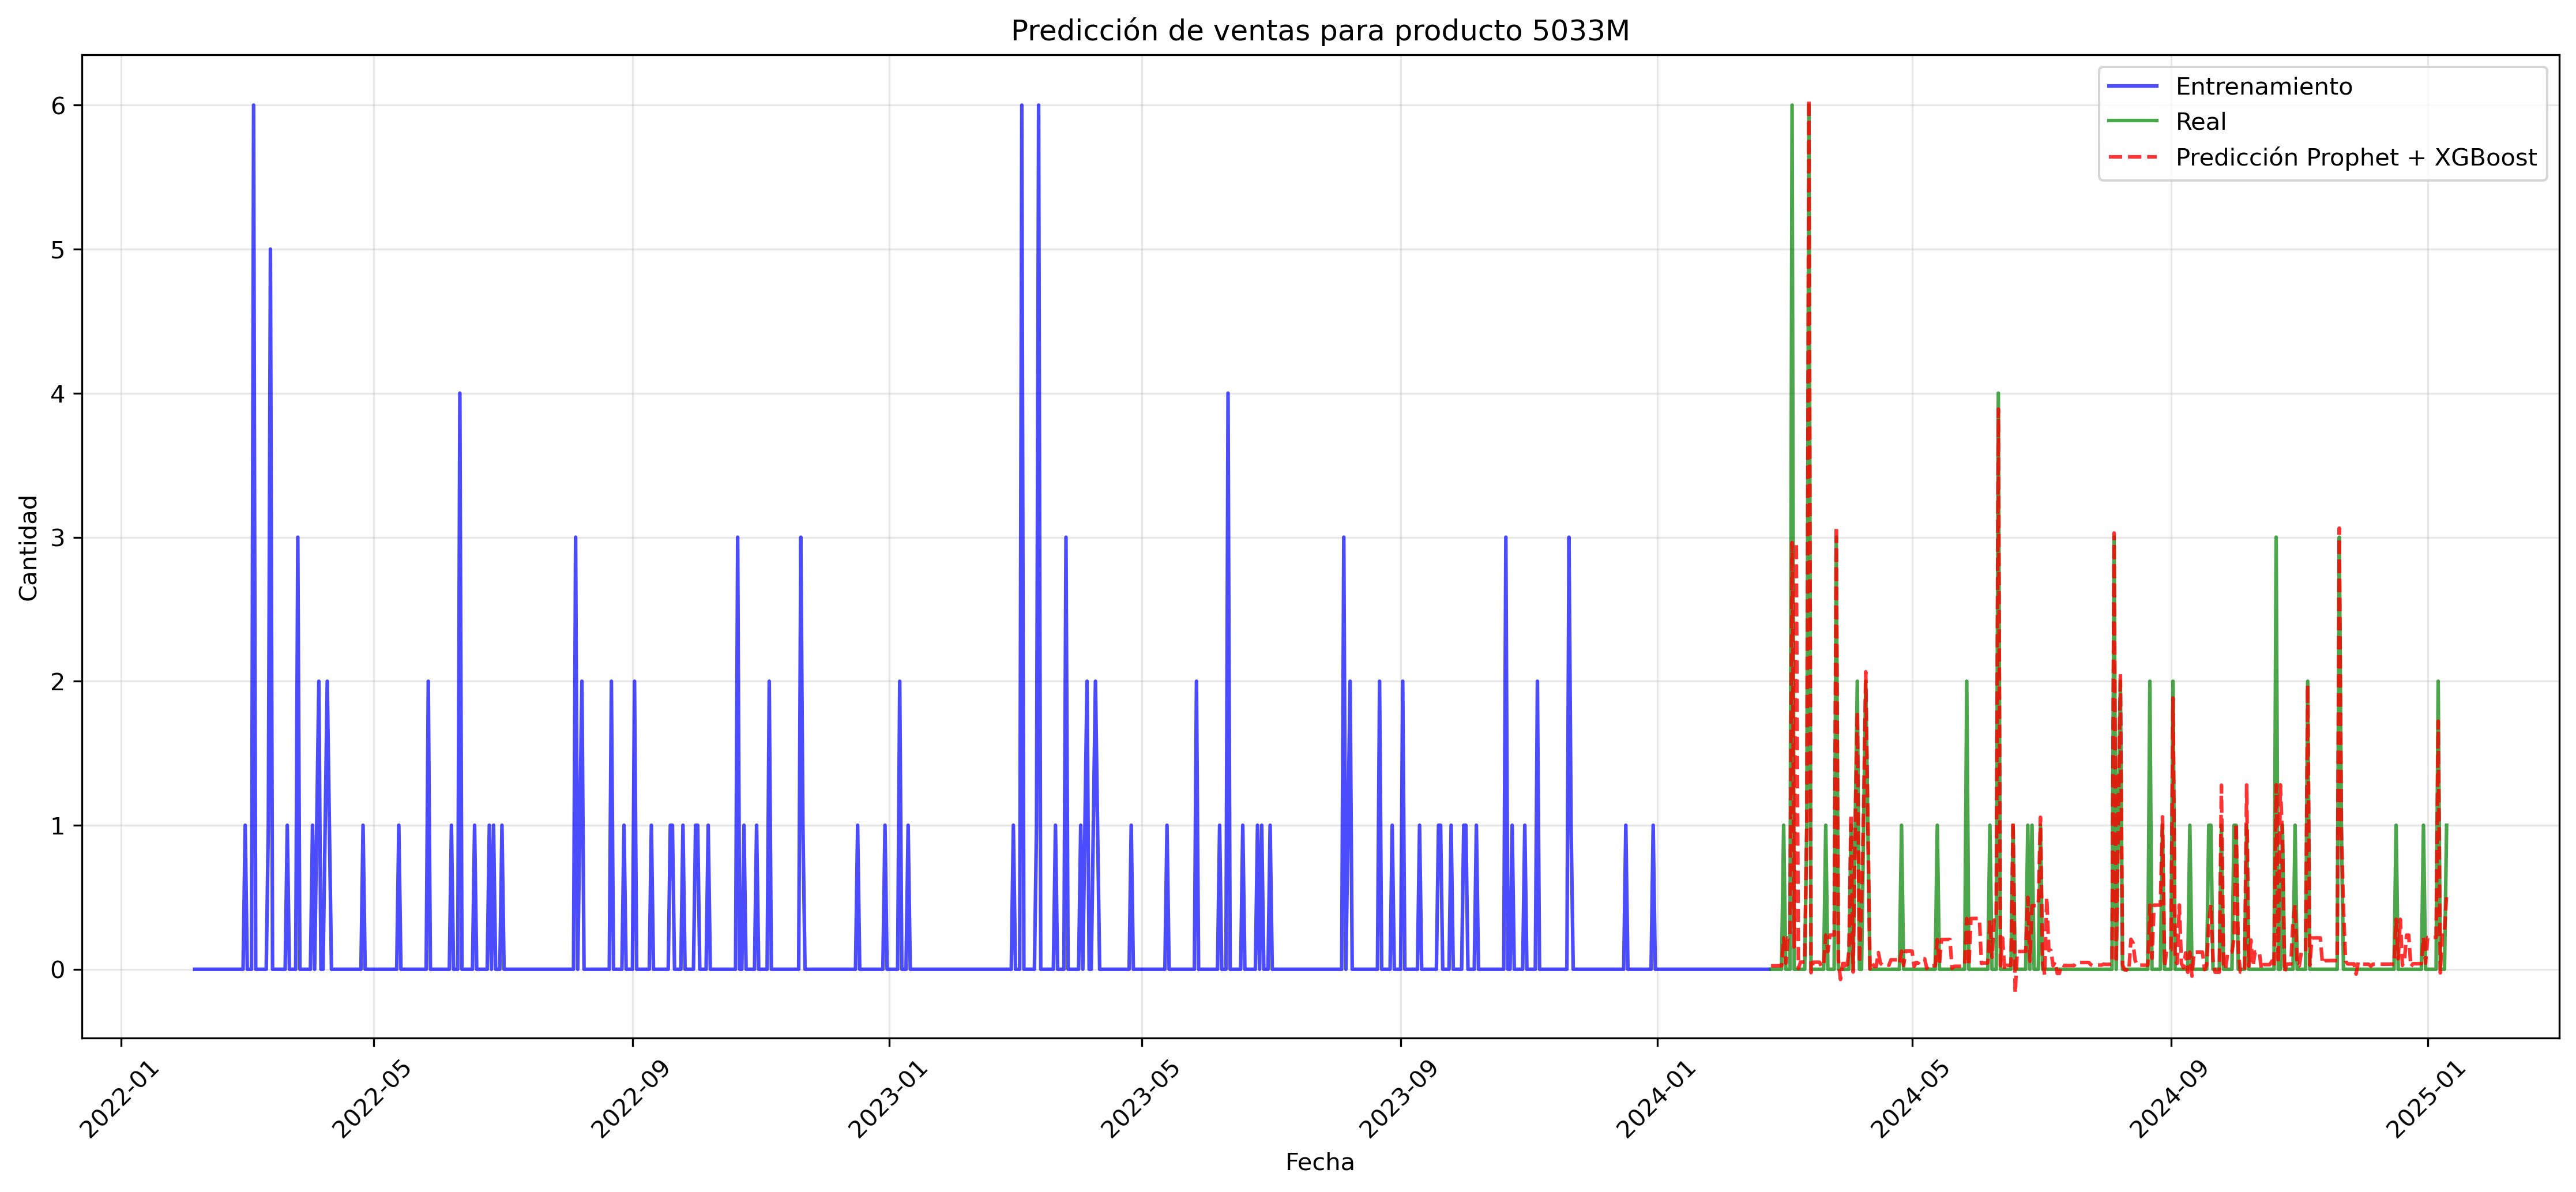 Predicción de ventas para producto 5033M
Entrenamiento
Real
Predicción Prophet + XGBoost
Cantidad
6
5
4
3
2
1
0
2022-01
2022-05
2022-09
2023-01
2023-05
2023-09
2024-01
2024-05
2024-09
2025-01
Fecha